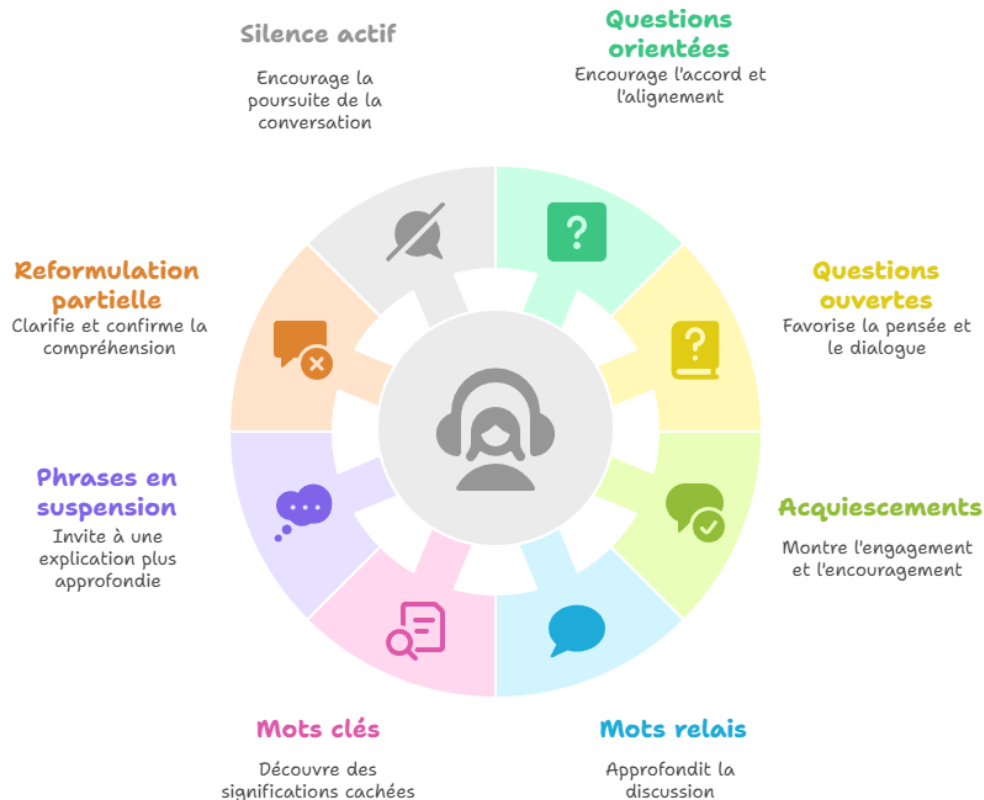 Silence actif
Encourage la
poursuite de la
conversation
Questions
orientées
Encourage l'accord et
l'alignement
Reformulation
partielle
Clarifie et confirme la
compréhension
Questions
ouvertes
Favorise la pensée et
le dialogue
Phrases en
suspension
Invite à une
explication plus
approfondie
Acquiescements
Montre l'engagement
et l'encouragement
Mots clés
Découvre des
significations cachées
Mots relais
Approfondit la
discussion